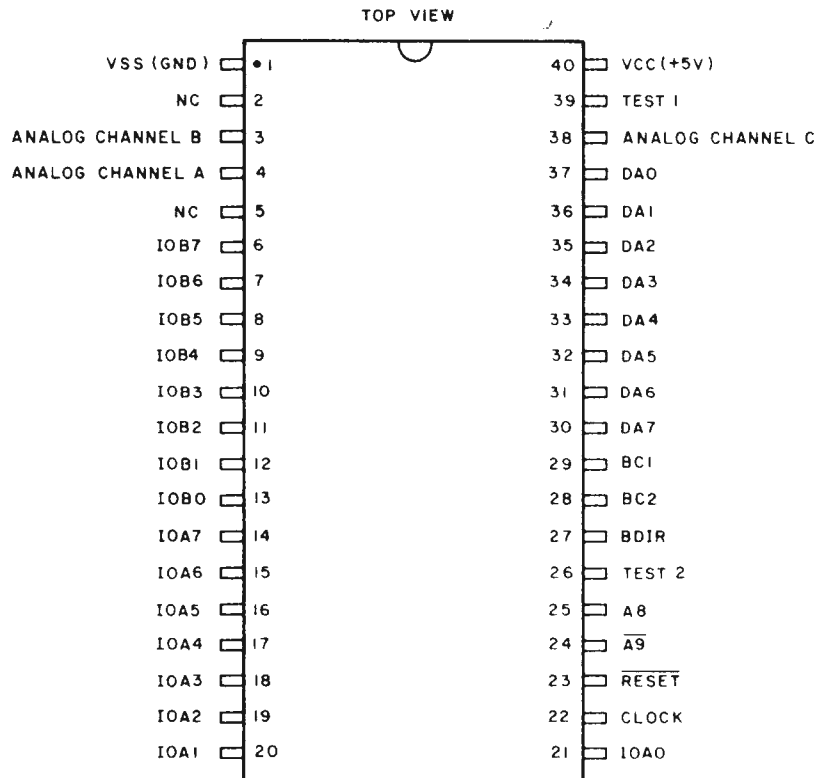 TOP VIEW
VSS (GND) 1 40 VCC (+5V)
NC 2 39 TEST 1
ANALOG CHANNEL B 3 38 ANALOG CHANNEL C
ANALOG CHANNEL A 4 37 DA0
NC 5 36 DA1
IOB7 6 35 DA2
IOB6 7 34 DA3
IOB5 8 33 DA4
IOB4 9 32 DA5
IOB3 10 31 DA6
IOB2 11 30 DA7
IOB1 12 29 BC1
IOB0 13 28 BC2
IOA7 14 27 BDIR
IOA6 15 26 TEST 2
IOA5 16 25 A8
IOA4 17 24 A̅9̅
IOA3 18 23 R̅E̅S̅E̅T̅
IOA2 19 22 CLOCK
IOA1 20 21 IOA0